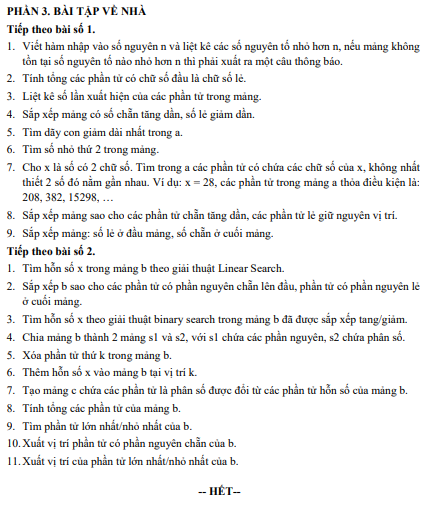 PHẦN 3. BÀI TẬP VỀ NHÀ
Tiếp theo bài số 1.
1. Viết hàm nhập vào số nguyên n và liệt kê các số nguyên tố nhỏ hơn n, nếu mảng không
tồn tại số nguyên tố nào nhỏ hơn n thì phải xuất ra một câu thông báo.
2. Tính tổng các phần tử có chữ số đầu là chữ số lẻ.
3. Liệt kê số lần xuất hiện của các phần tử trong mảng.
4. Sắp xếp mảng có số chẵn tăng dần, số lẻ giảm dần.
5. Tìm dãy con giảm dài nhất trong a.
6. Tìm số nhỏ thứ 2 trong mảng.
7. Cho x là số có 2 chữ số. Tìm trong a các phần tử có chứa các chữ số của x, không nhất
thiết 2 số đó nằm gần nhau. Ví dụ: x = 28, các phần tử trong mảng a thỏa điều kiện là:
208, 382, 15298, …
8. Sắp xếp mảng sao cho các phần tử chẵn tăng dần, các phần tử lẻ giữ nguyên vị trí.
9. Sắp xếp mảng: số lẻ ở đầu mảng, số chẵn ở cuối mảng.
Tiếp theo bài số 2.
1. Tìm hỗn số x trong mảng b theo giải thuật Linear Search.
2. Sắp xếp b sao cho các phần tử có phần nguyên chẵn lên đầu, phần tử có phần nguyên lẻ
ở cuối mảng.
3. Tìm hỗn số x theo giải thuật binary search trong mảng b đã được sắp xếp tang/giảm.
4. Chia mảng b thành 2 mảng s1 và s2, với s1 chứa các phần nguyên, s2 chứa phân số.
5. Xóa phần tử thứ k trong mảng b.
6. Thêm hỗn số x vào mảng b tại vị trí k.
7. Tạo mảng c chứa các phần tử là phân số được đổi từ các phần tử hỗn số của mảng b.
8. Tính tổng các phần tử của mảng b.
9. Tìm phần tử lớn nhất/nhỏ nhất của b.
10. Xuất vị trí phần tử có phần nguyên chẵn của b.
11. Xuất vị trí của phần tử lớn nhất/nhỏ nhất của b.
-- HẾT--